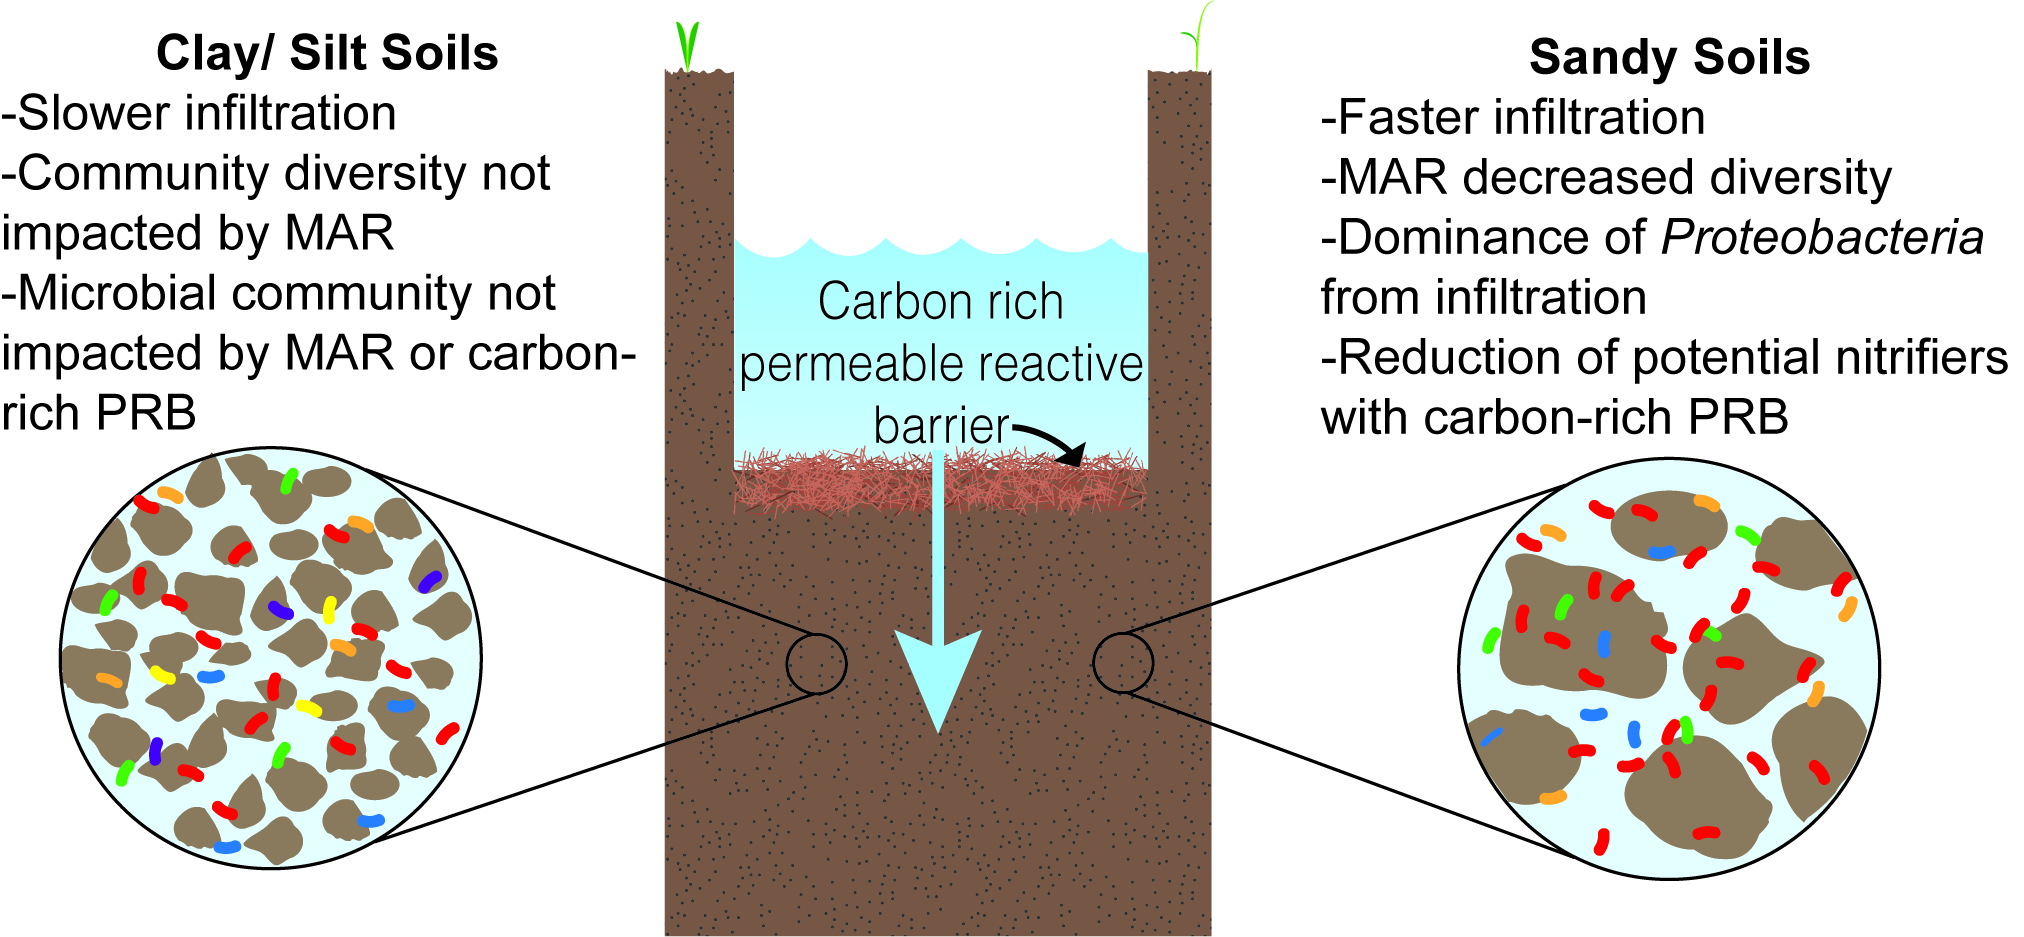 Clay/ Silt Soils
-Slower infiltration
-Community diversity not
impacted by MAR
-Microbial community not
impacted by MAR or carbon-
rich PRB
Carbon rich
permeable reactive
barrier
Sandy Soils
-Faster infiltration
-MAR decreased diversity
-Dominance of Proteobacteria
from infiltration
-Reduction of potential nitrifiers
with carbon-rich PRB